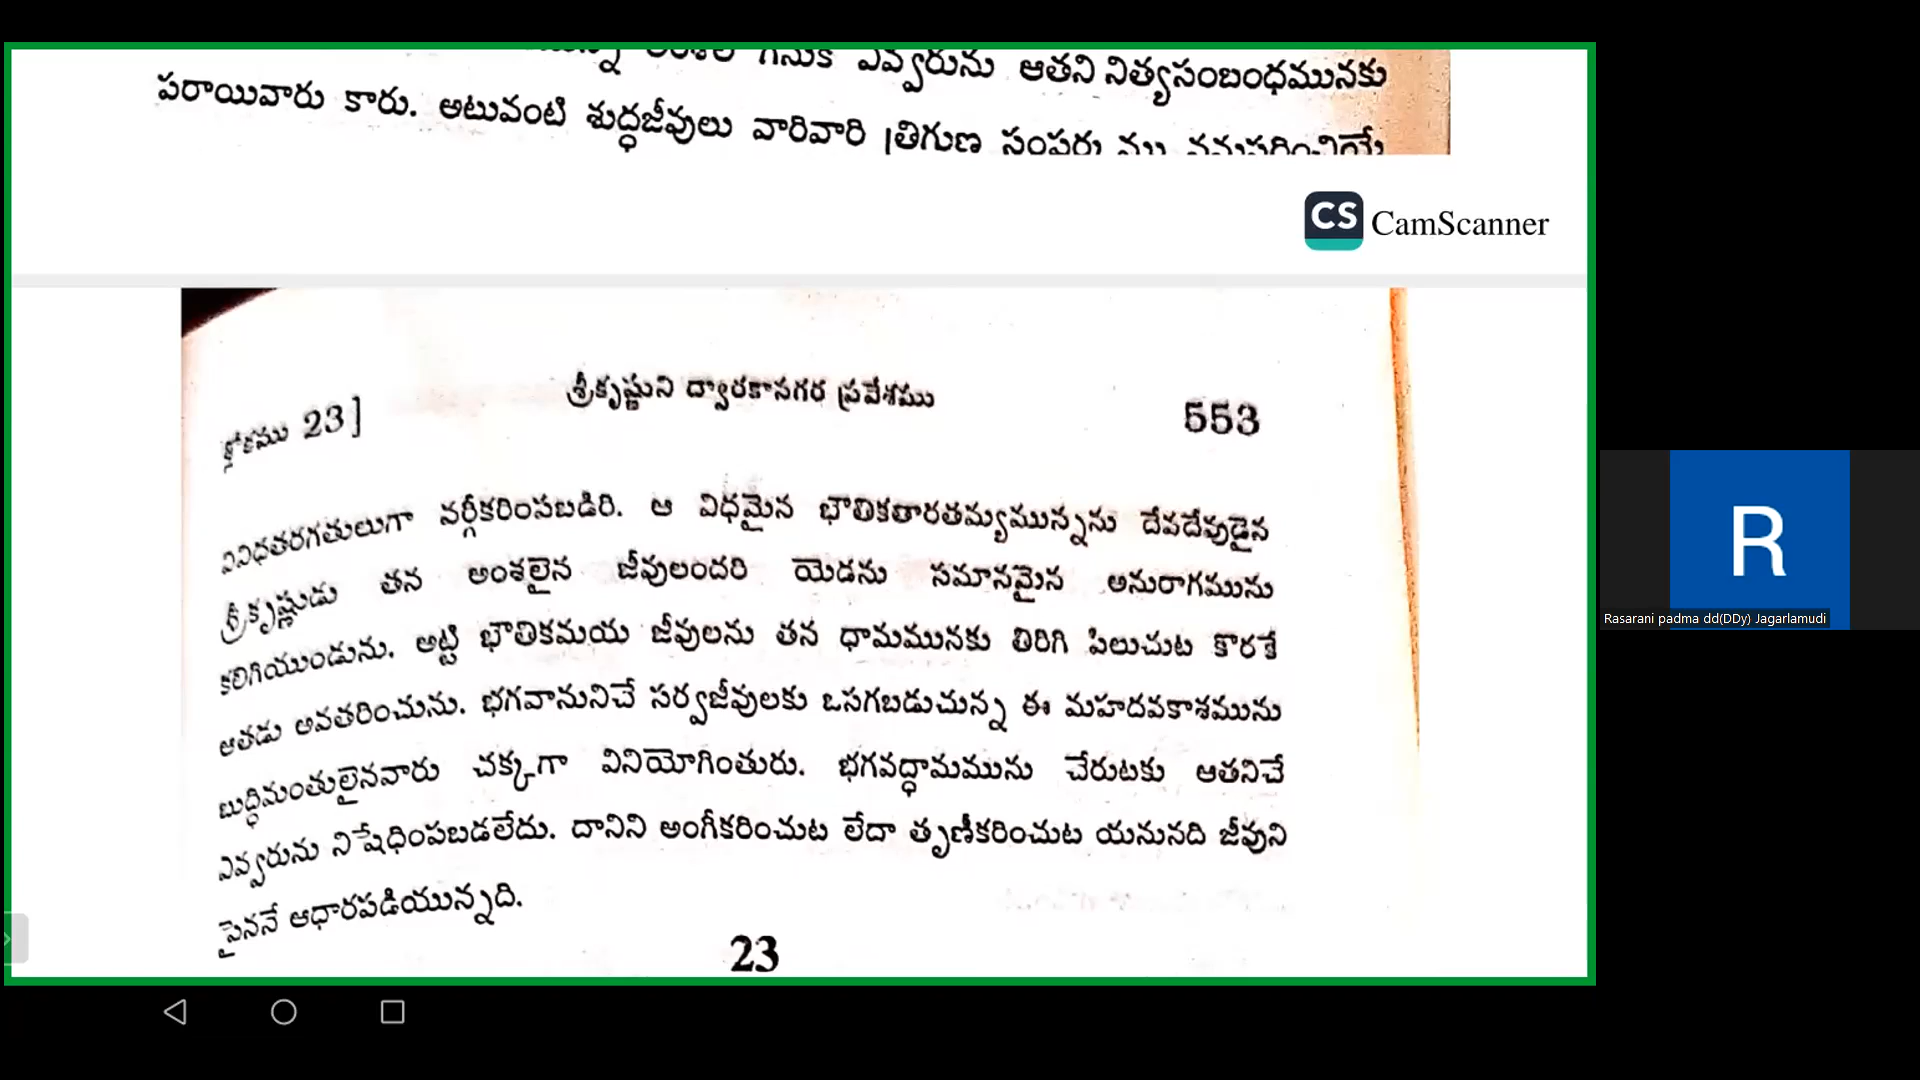 గనుక ఎవ్వరును ఆతని నిత్యసంబంధమునకు
పరాయివారు కారు. అటువంటి శుద్ధజీవులు వారివారి త్రిగుణ
CS CamScanner
శ్లోకము 23] శ్రీకృష్ణుని ద్వారకానగర ప్రవేశము 553
వివిధతరగతులుగా వర్గీకరింపబడిరి. ఆ విధమైన భౌతికతారతమ్యమున్నను దేవదేవుడైన
శ్రీకృష్ణుడు తన అంశలైన జీవులందరి యెడను సమానమైన అనురాగమును
కలిగియుండును. అట్టి భౌతికమయ జీవులను తన ధామమునకు తిరిగి పిలుచుట కొరకే
ఆతడు అవతరించును. భగవానునిచే సర్వజీవులకు ఒసగబడుచున్న ఈ మహదవకాశమును
బుద్ధిమంతులైనవారు చక్కగా వినియోగింతురు. భగవద్ధామమును చేరుటకు ఆతనిచే
ఎవ్వరును నిషేధింపబడలేదు. దానిని అంగీకరించుట లేదా తృణీకరించుట యనునది జీవుని
పైననే ఆధారపడియున్నది.
23
R
Rasarani padma dd(DDy) Jagarlamudi